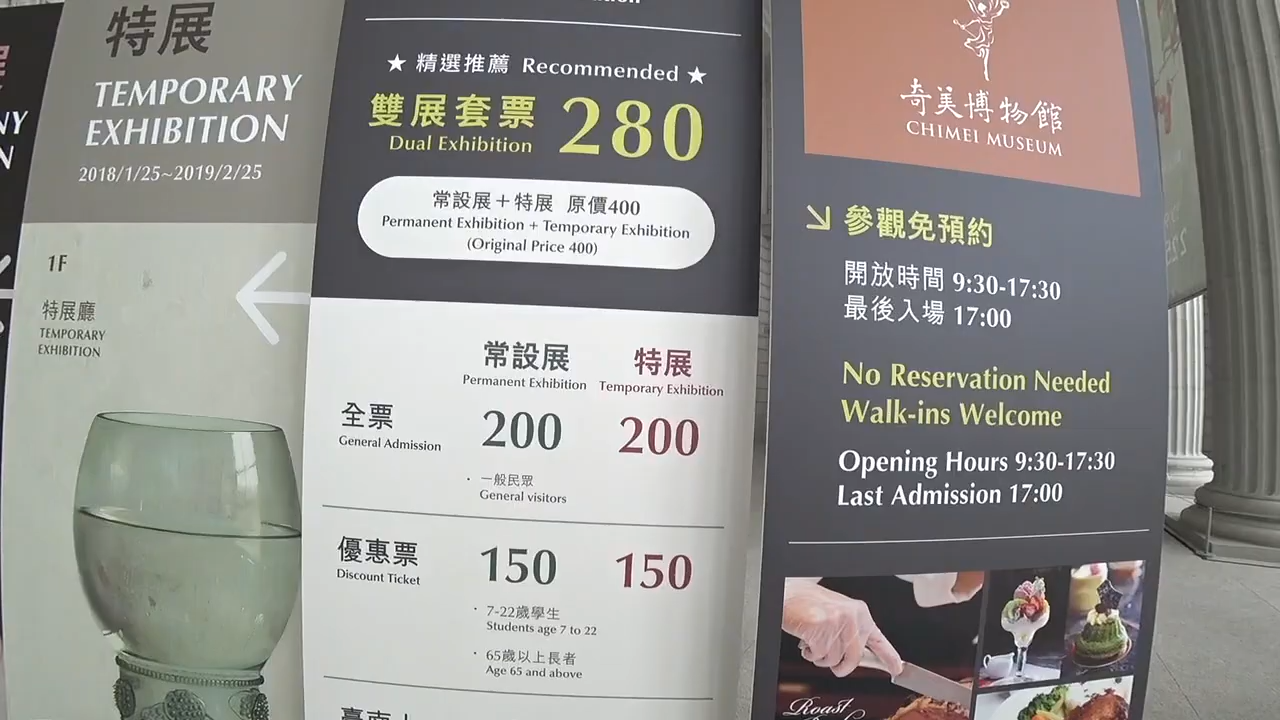 特展
TEMPORARY
EXHIBITION
2018/1/25~2019/2/25
1F
特展廳
TEMPORARY
EXHIBITION
★ 精選推薦 Recommended ★
雙展套票 280
Dual Exhibition
常設展＋特展 原價400
Permanent Exhibition + Temporary Exhibition
(Original Price 400)
常設展 特展
Permanent Exhibition Temporary Exhibition
全票 200 200
General Admission
· 一般民眾
General visitors
優惠票 150 150
Discount Ticket
· 7-22歲學生
Students age 7 to 22
· 65歲以上長者
Age 65 and above
奇美博物館
CHIMEI MUSEUM
參觀免預約
開放時間 9:30-17:30
最後入場 17:00
No Reservation Needed
Walk-ins Welcome
Opening Hours 9:30-17:30
Last Admission 17:00
Roast